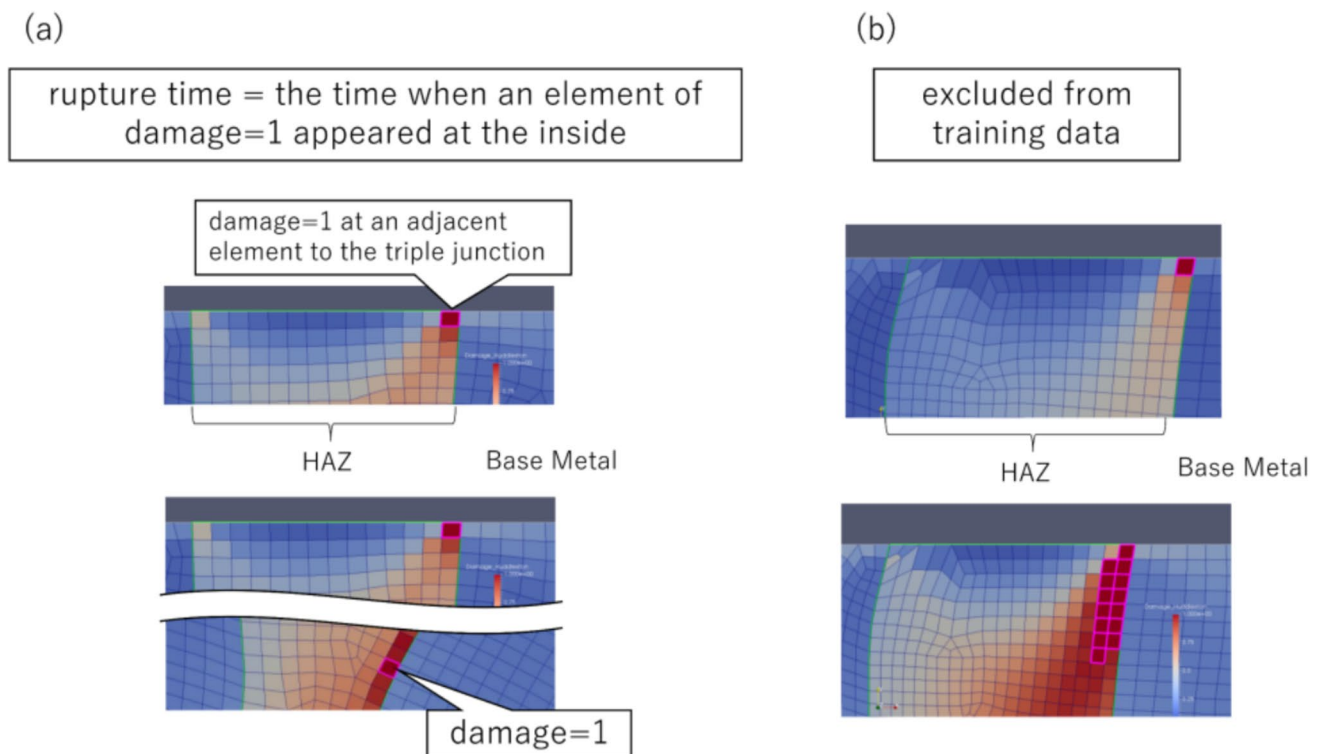 (a)
rupture time = the time when an element of
damage=1 appeared at the inside
damage=1 at an adjacent
element to the triple junction
HAZ
Base Metal
damage=1
(b)
excluded from
training data
HAZ
Base Metal